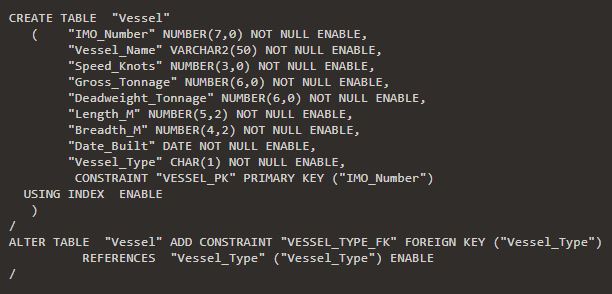 CREATE TABLE  "Vessel"
   (    "IMO_Number" NUMBER(7,0) NOT NULL ENABLE,
        "Vessel_Name" VARCHAR2(50) NOT NULL ENABLE,
        "Speed_Knots" NUMBER(3,0) NOT NULL ENABLE,
        "Gross_Tonnage" NUMBER(6,0) NOT NULL ENABLE,
        "Deadweight_Tonnage" NUMBER(6,0) NOT NULL ENABLE,
        "Length_M" NUMBER(5,2) NOT NULL ENABLE,
        "Breadth_M" NUMBER(4,2) NOT NULL ENABLE,
        "Date_Built" DATE NOT NULL ENABLE,
        "Vessel_Type" CHAR(1) NOT NULL ENABLE,
         CONSTRAINT "VESSEL_PK" PRIMARY KEY ("IMO_Number")
  USING INDEX  ENABLE
   )
/
ALTER TABLE  "Vessel" ADD CONSTRAINT "VESSEL_TYPE_FK" FOREIGN KEY ("Vessel_Type")
          REFERENCES  "Vessel_Type" ("Vessel_Type") ENABLE
/